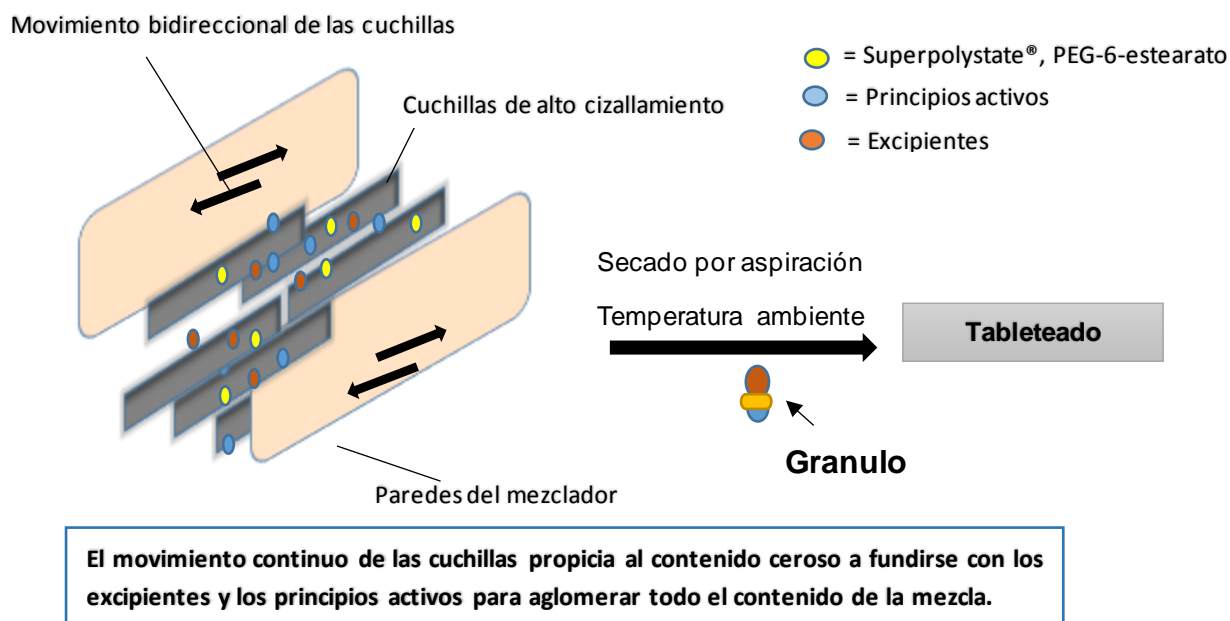 Movimiento bidireccional de las cuchillas
= Superpolystate®, PEG-6-estearato
Cuchillas de alto cizallamiento
= Principios activos
= Excipientes
Secado por aspiración
Temperatura ambiente
Tableteado
Granulo
Paredes del mezclador
El movimiento continuo de las cuchillas propicia al contenido ceroso a fundirse con los
excipientes y los principios activos para aglomerar todo el contenido de la mezcla.